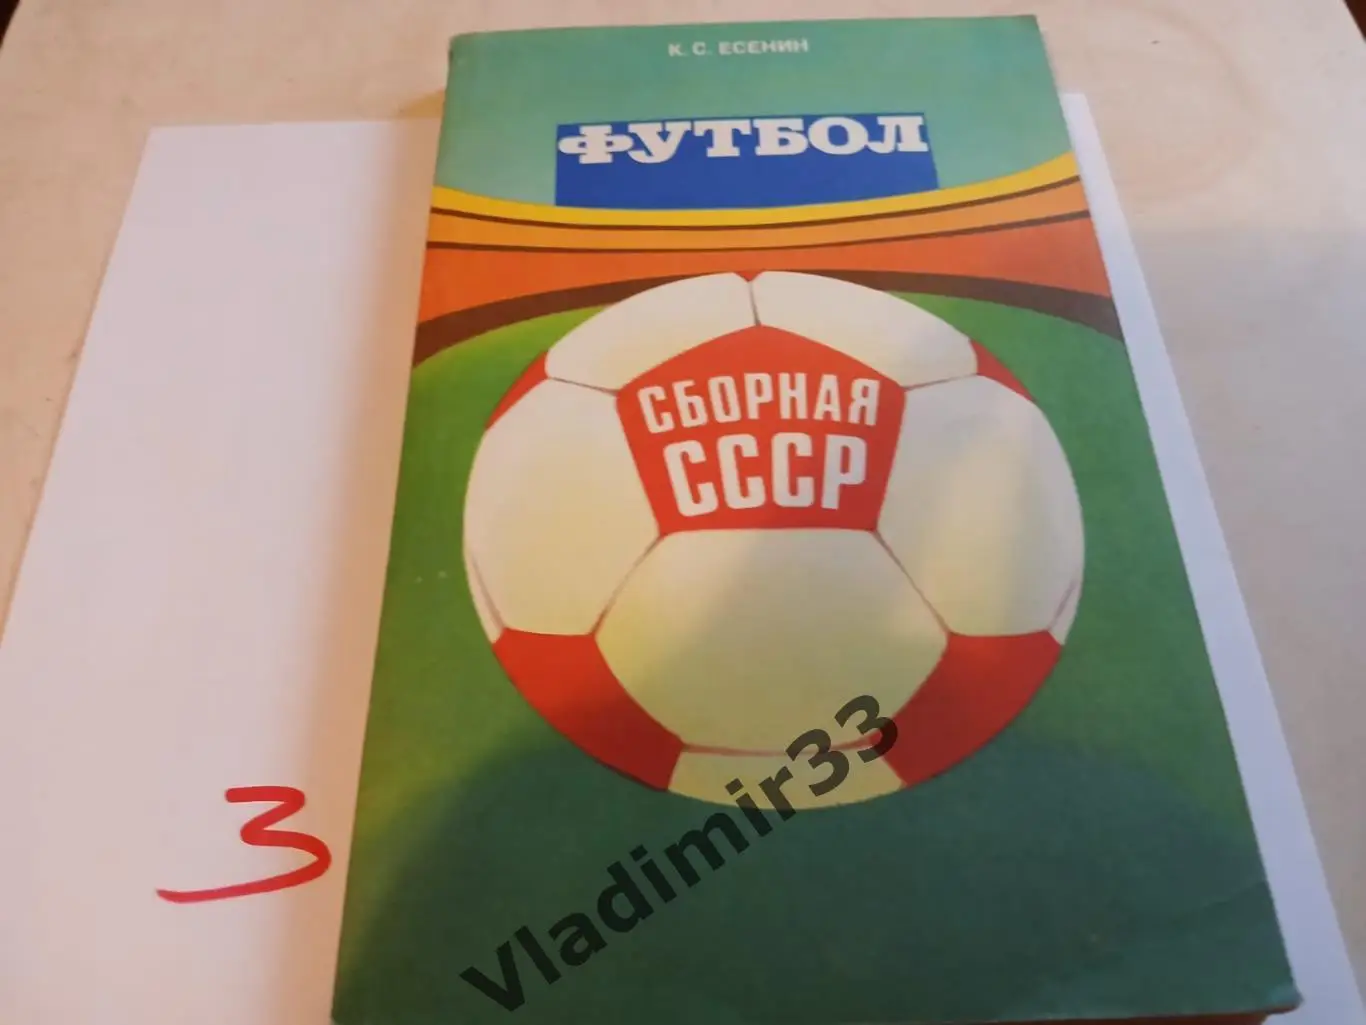 К. С. ЕСЕНИН
ФУТБОЛ
СБОРНАЯ
СССР
3
Vladimir33